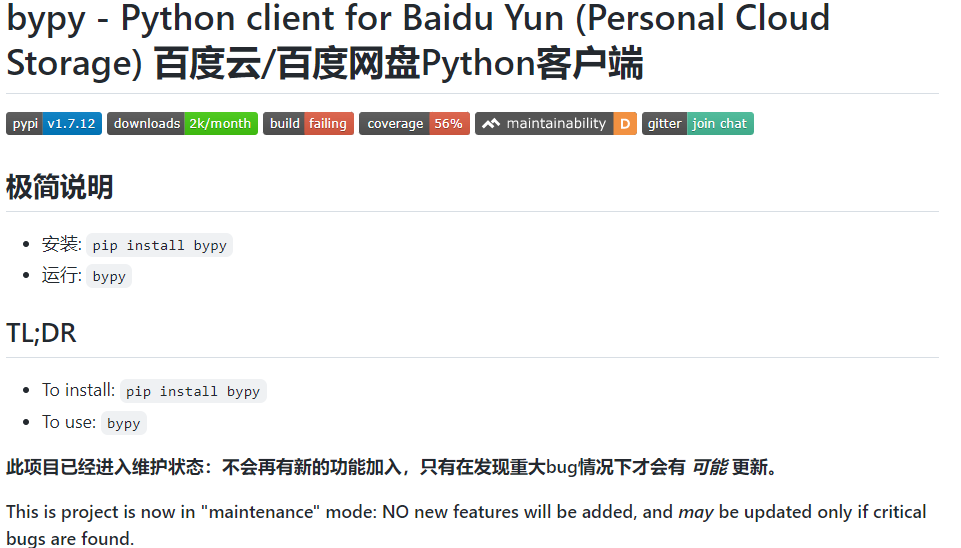 bypy - Python client for Baidu Yun (Personal Cloud
Storage) 百度云/百度网盘Python客户端
pypi v1.7.12 downloads 2k/month build failing coverage 56% maintainability D gitter join chat
极简说明
安装: pip install bypy
运行: bypy
TL;DR
To install: pip install bypy
To use: bypy
此项目已经进入维护状态：不会再有新的功能加入，只有在发现重大bug情况下才会有 可能 更新。
This is project is now in "maintenance" mode: NO new features will be added, and may be updated only if critical
bugs are found.